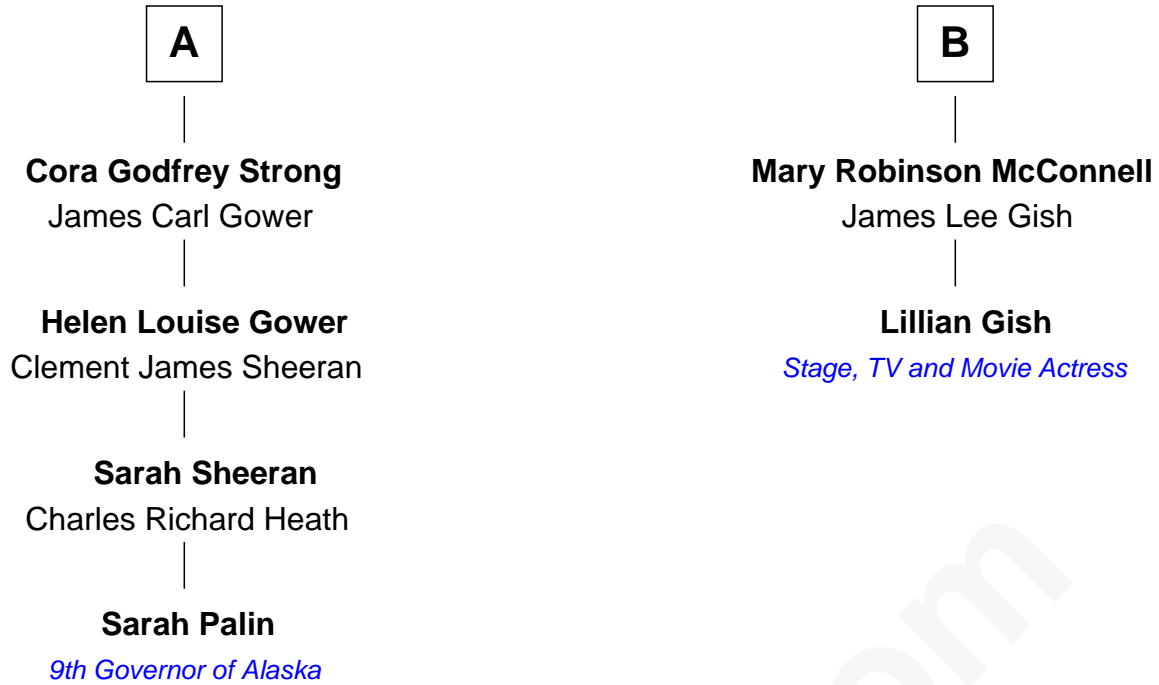 A
Cora Godfrey Strong
James Carl Gower
Helen Louise Gower
Clement James Sheeran
Sarah Sheeran
Charles Richard Heath
Sarah Palin
9th Governor of Alaska
B
Mary Robinson McConnell
James Lee Gish
Lillian Gish
Stage, TV and Movie Actress
om